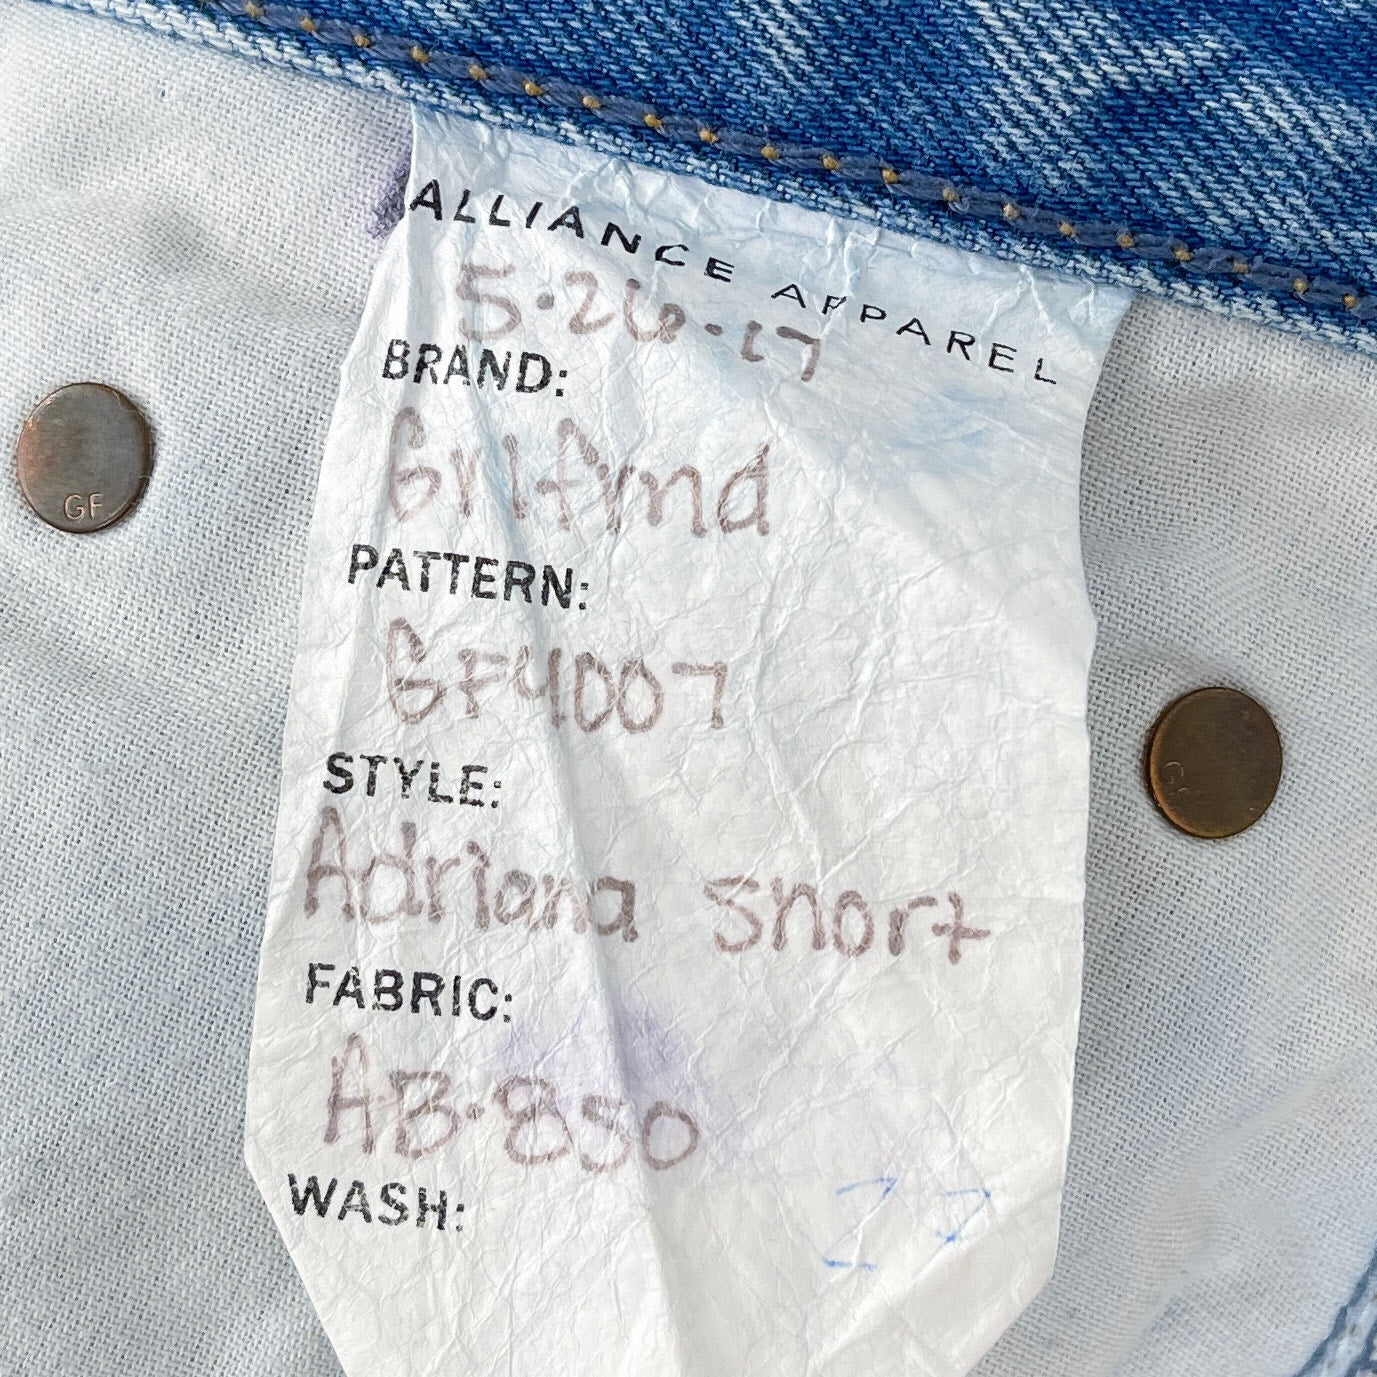 ALLIANCE APPAREL
5.26.17
BRAND:
Grlfrnd
PATTERN:
GF4007
STYLE:
Adriana short
FABRIC:
AB-850
WASH:
GF
G